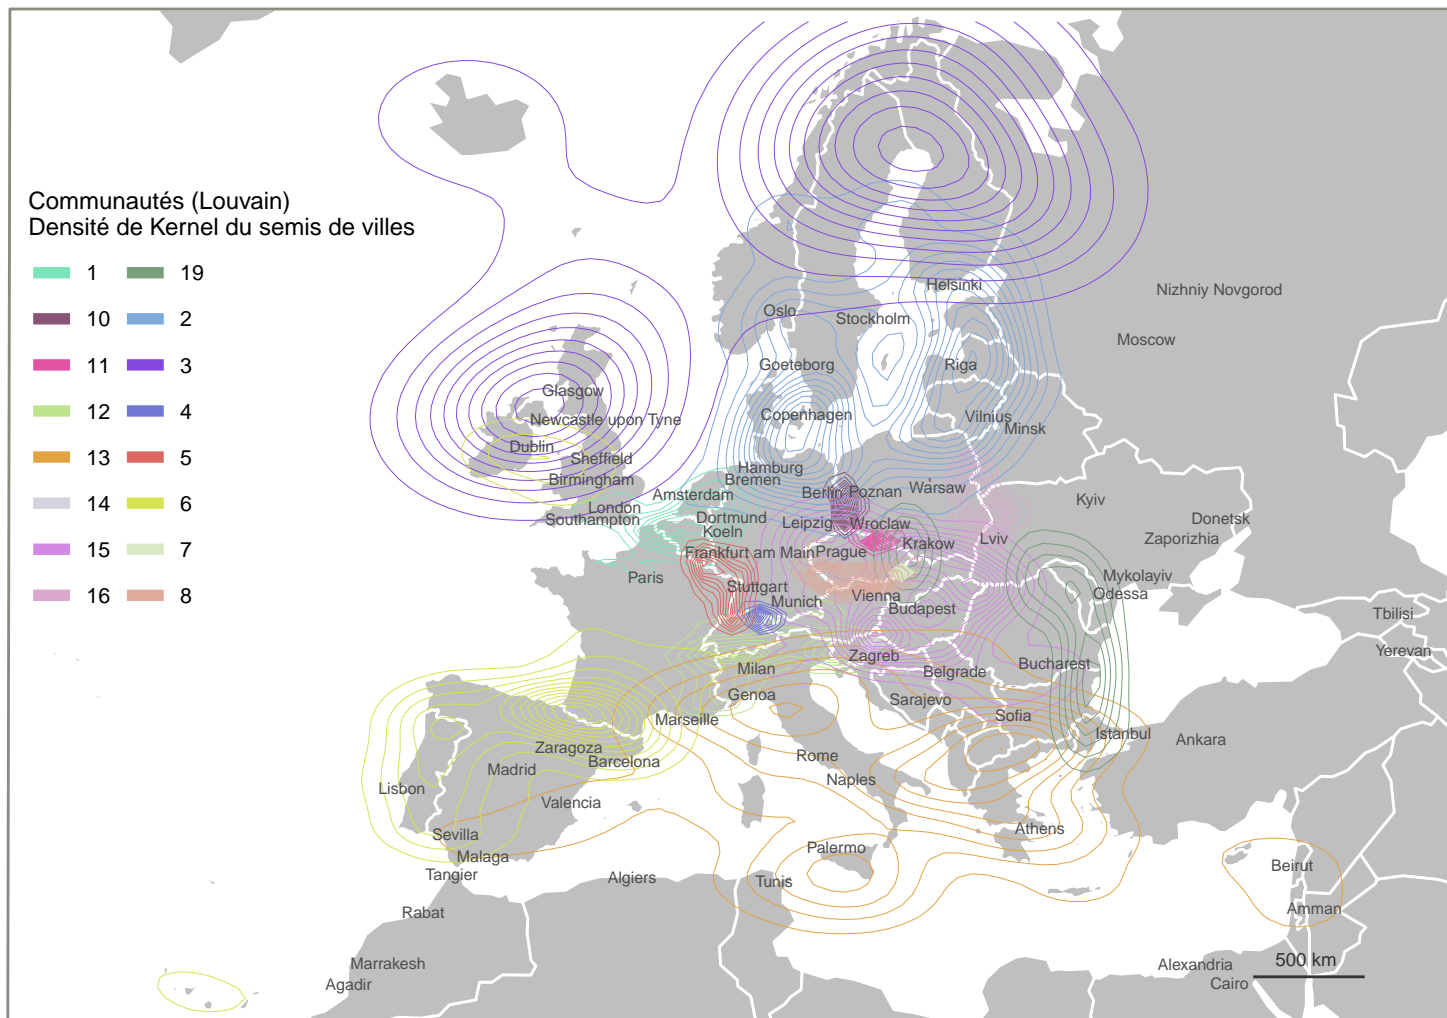 Communautés (Louvain)
Densité de Kernel du semis de villes
1 19
10 2
11 3
12 4
13 5
14 6
15 7
16 8
Helsinki
Nizhniy Novgorod
Oslo
Stockholm
Moscow
Goeteborg
Riga
Glasgow
Copenhagen
Newcastle upon Tyne
Vilnius
Minsk
Dublin
Sheffield
Hamburg
Birmingham
Bremen
Amsterdam
Berlin
Poznan
Warsaw
Kyiv
London
Southampton
Dortmund
Leipzig
Wroclaw
Donetsk
Koeln
Krakow
Lviv
Zaporizhia
Frankfurt am Main
Prague
Paris
Stuttgart
Mykolayiv
Munich
Vienna
Odessa
Budapest
Tbilisi
Zagreb
Yerevan
Milan
Belgrade
Bucharest
Genoa
Sarajevo
Marseille
Sofia
Istanbul
Ankara
Zaragoza
Rome
Barcelona
Madrid
Naples
Lisbon
Valencia
Athens
Sevilla
Palermo
Malaga
Beirut
Tangier
Algiers
Tunis
Rabat
Amman
Marrakesh
Alexandria
500 km
Agadir
Cairo